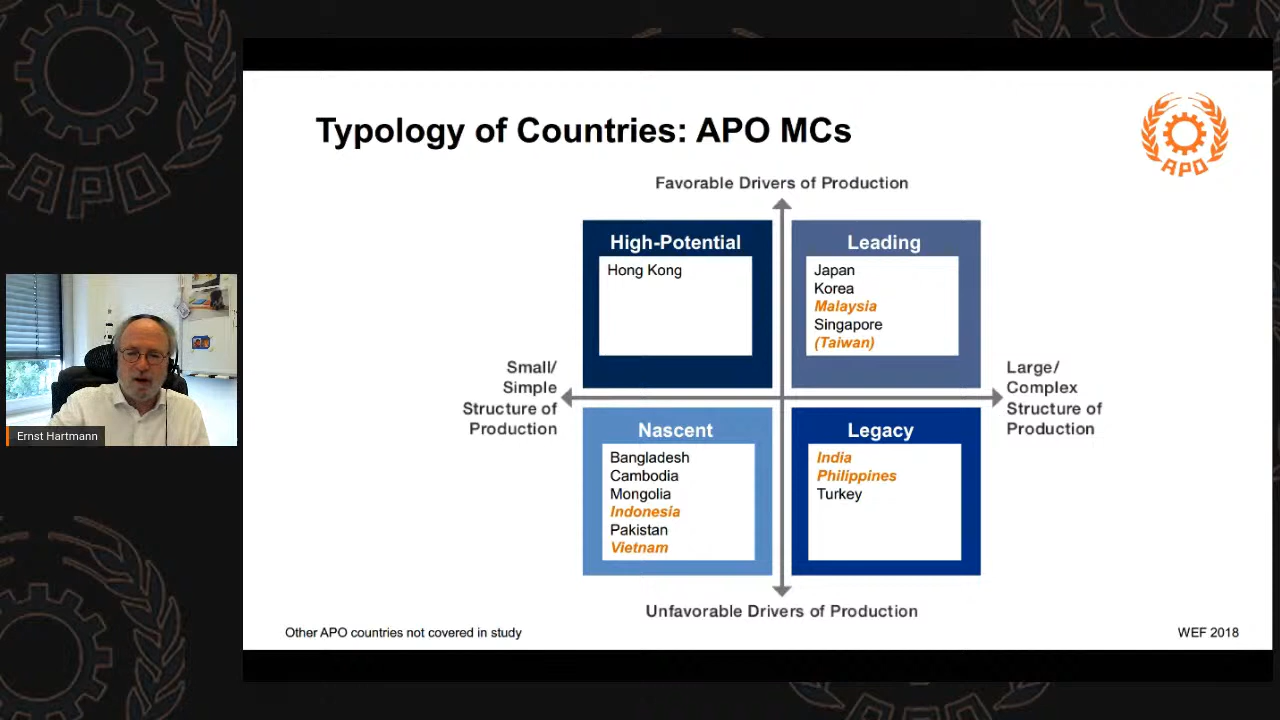 Typology of Countries: APO MCs
APO
Favorable Drivers of Production
High-Potential
Hong Kong
Leading
Japan
Korea
Malaysia
Singapore
(Taiwan)
Small/
Simple
Structure of
Production
Large/
Complex
Structure of
Production
Nascent
Bangladesh
Cambodia
Mongolia
Indonesia
Pakistan
Vietnam
Legacy
India
Philippines
Turkey
Unfavorable Drivers of Production
Other APO countries not covered in study
WEF 2018
Ernst Hartmann
APO